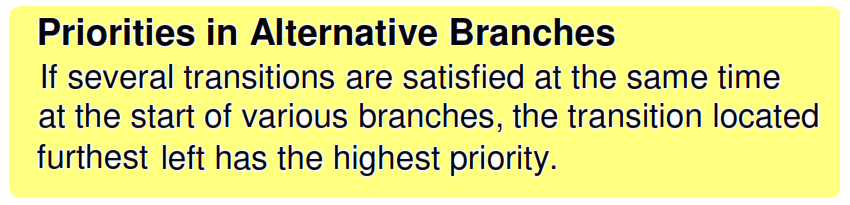 Priorities in Alternative Branches
If several transitions are satisfied at the same time
at the start of various branches, the transition located
furthest left has the highest priority.